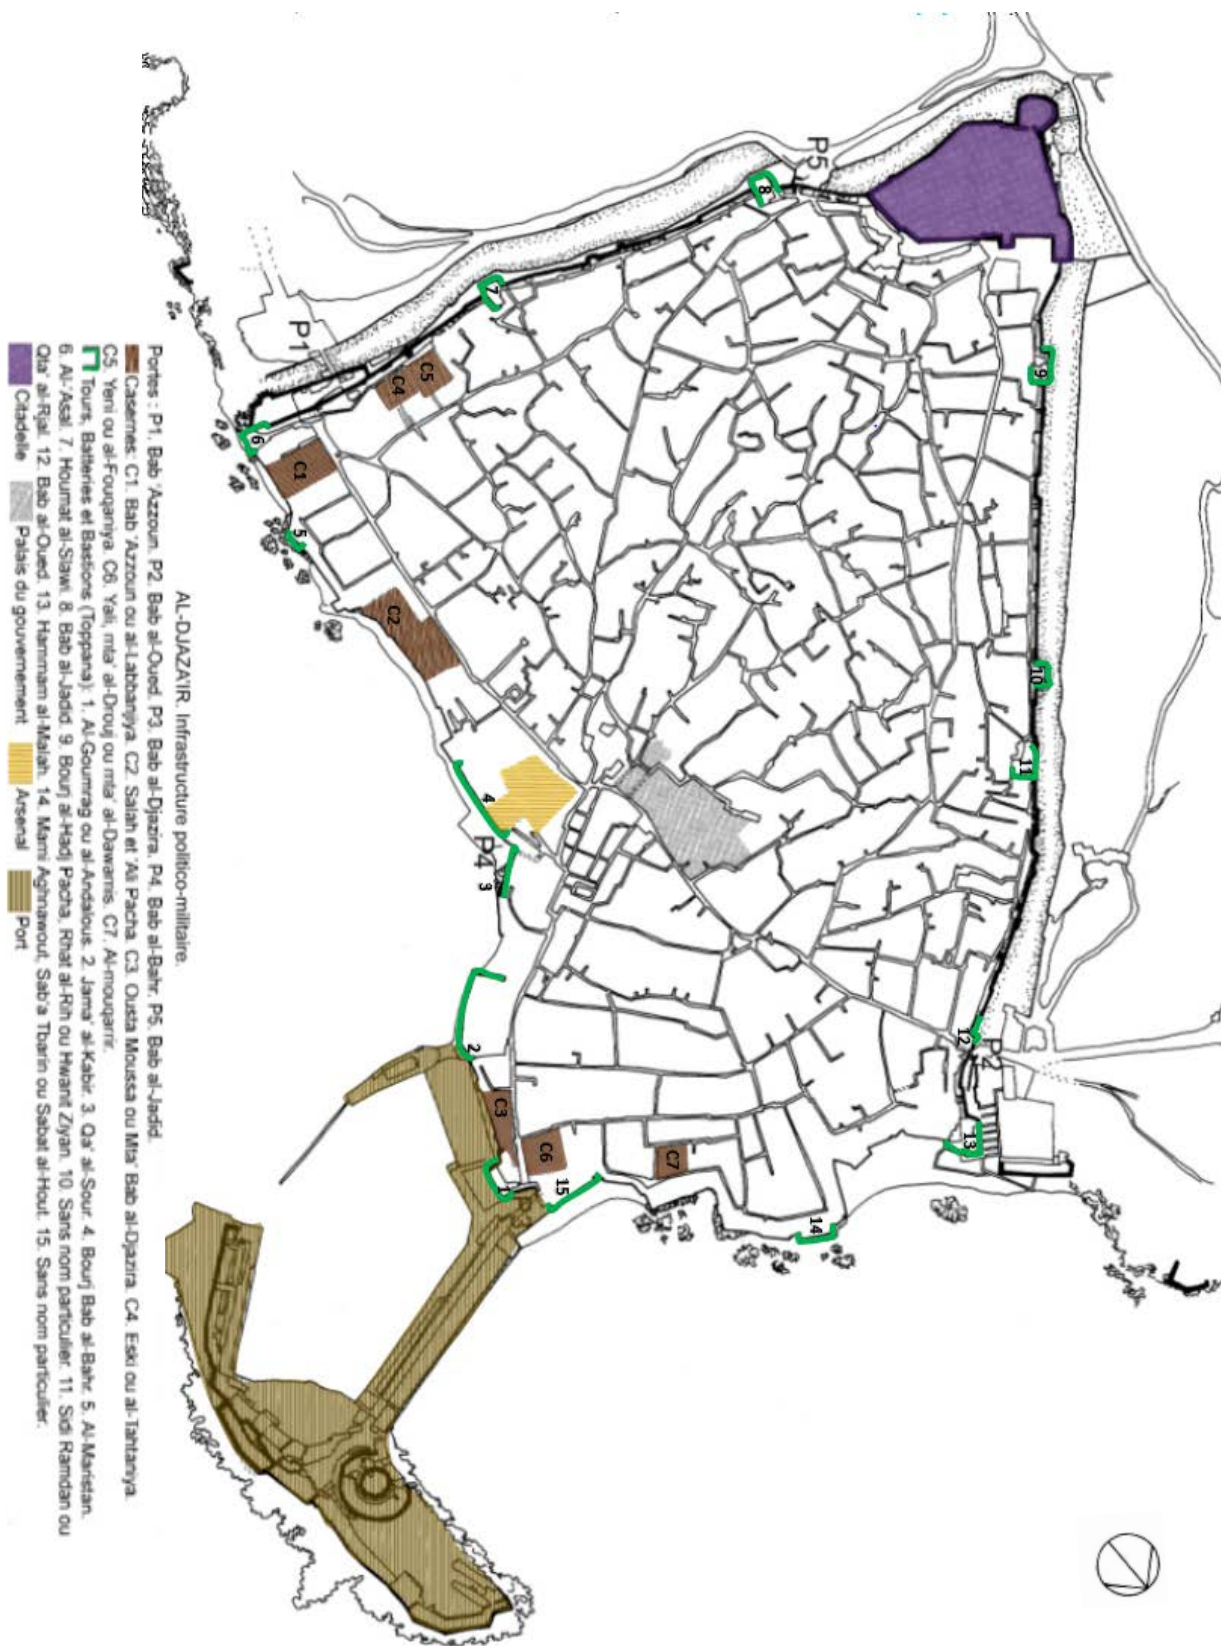 AL-DJAZA'IR. Infrastructure politico-militaire.
Portes : P1. Bab 'Azzoun. P2. Bab al-Oued. P3. Bab al-Djazira. P4. Bab al-Bahr. P5. Bab al-Jadid.
Casernes: C1. Bab 'Azzoun ou al-Labbanjiya. C2. Salah et 'Ali Pacha. C3. Ousta Moussa ou Mta' Bab al-Djazira. C4. Eski ou al-Tahtaniya.
C5. Yeni ou al-Fouqaniya. C6. Yali, mta' al-Drouj ou mta' al-Dawamis. C7. Al-mouqarrir.
Tours, Batteries et Bastions (Toppana): 1. Al-Goumrag ou al-Andalous. 2. Jama' al-Kabir. 3. Qa' al-Sour. 4. Bourj Bab al-Bahr. 5. Al-Maristan.
6. Al-'Asal. 7. Houmat al-Slawi. 8. Bab al-Jadid. 9. Bourj al-Hadj Pacha, Rhat al-Rih ou Hwanit Ziyan. 10. Sans nom particulier. 11. Sidi Ramdan ou
Qta' al-Rjal. 12. Bab al-Oued. 13. Hammam al-Malah. 14. Mami Aghnawout, Sab'a Tbarin ou Sabat al-Hout. 15. Sans nom particulier.
Citadelle
Palais du gouvernement
Arsenal
Port
P5
8
7
P1
C5
C4
6
C1
5
C2
9
10
11
4
P4
3
12
P2
2
C3
C6
C7
13
1
15
14